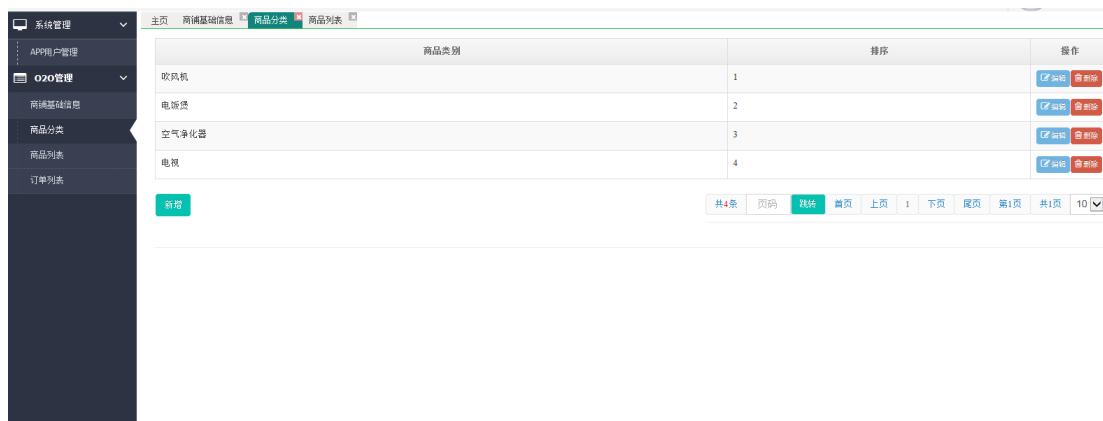 系统管理
APP用户管理
O2O管理
商铺基础信息
商品分类
商品列表
订单列表
主页 商铺基础信息 商品分类 商品列表
商品类别 排序 操作
吹风机 1 编辑 删除
电饭煲 2 编辑 删除
空气净化器 3 编辑 删除
电视 4 编辑 删除
新增 共4条 页码 跳转 首页 上页 1 下页 尾页 第1页 共1页 10